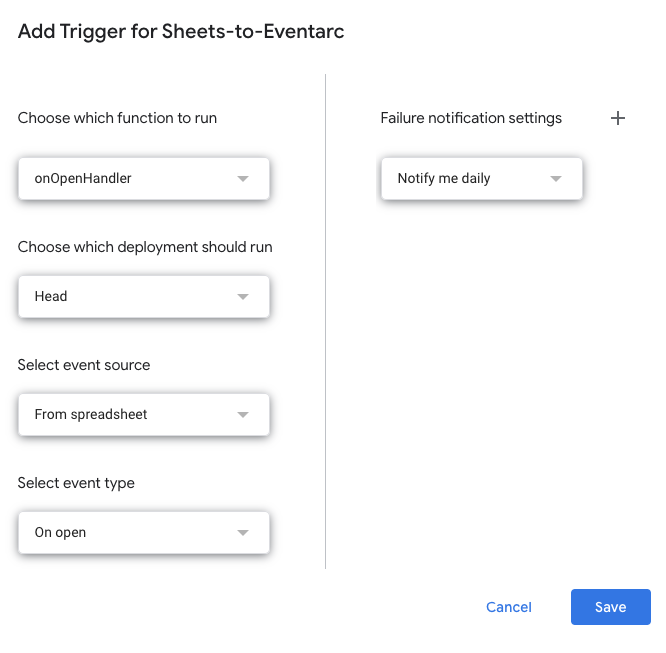 Add Trigger for Sheets-to-Eventarc
Choose which function to run
onOpenHandler
Choose which deployment should run
Head
Select event source
From spreadsheet
Select event type
On open
Failure notification settings
Notify me daily
Cancel
Save